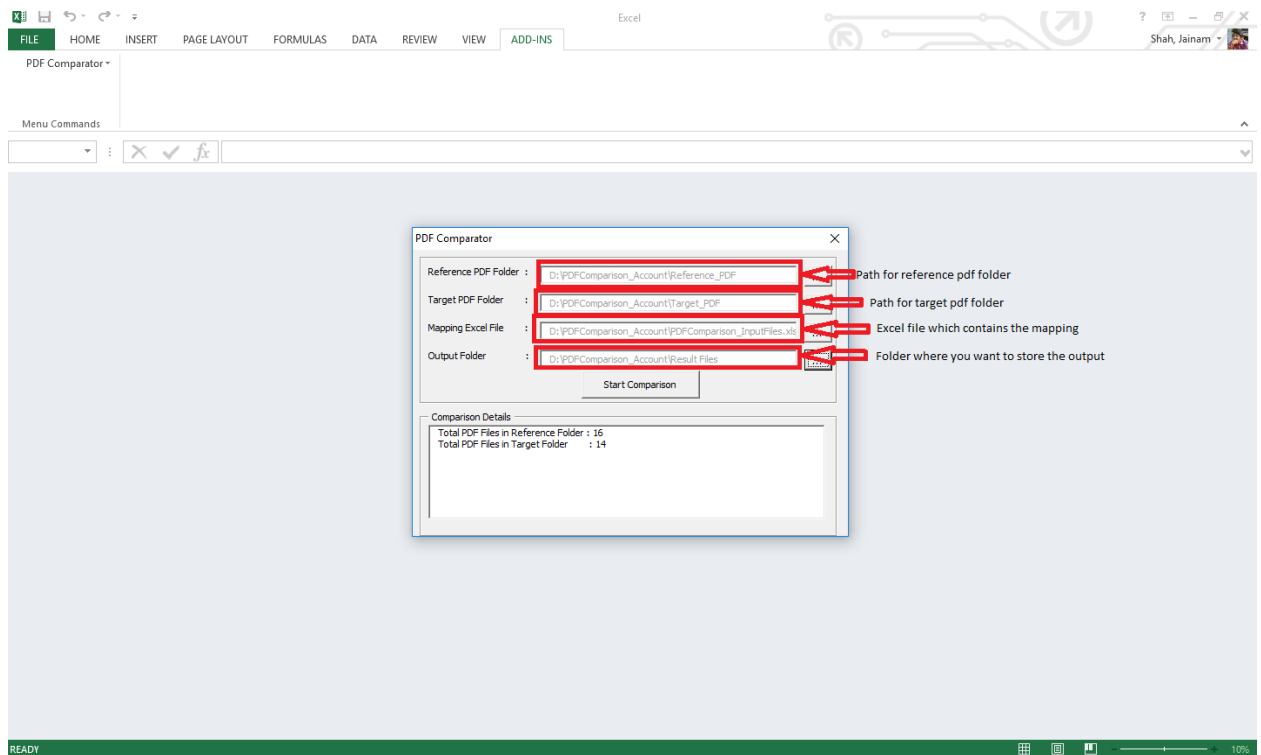 Excel
?
FILE HOME INSERT PAGE LAYOUT FORMULAS DATA REVIEW VIEW ADD-INS Shah, Jainam
PDF Comparator
Menu Commands
fx
PDF Comparator
Reference PDF Folder : D:\PDFComparison_Account\Reference_PDF Path for reference pdf folder
Target PDF Folder : D:\PDFComparison_Account\Target_PDF Path for target pdf folder
Mapping Excel File : D:\PDFComparison_Account\PDFComparison_InputFiles.xls ... Excel file which contains the mapping
Output Folder : D:\PDFComparison_Account\Result Files ... Folder where you want to store the output
Start Comparison
Comparison Details
Total PDF Files in Reference Folder : 16
Total PDF Files in Target Folder : 14
READY 10%